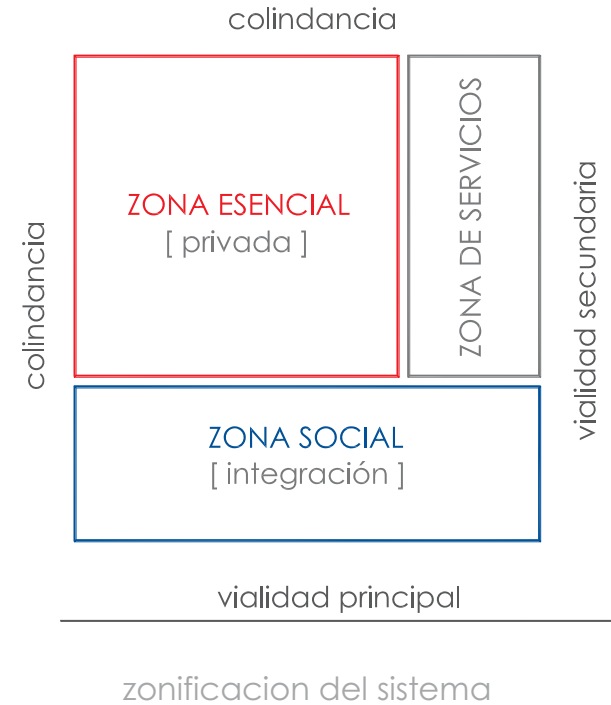 colindancia
ZONA ESENCIAL
[ privada ]
ZONA DE SERVICIOS
colindancia
vialidad secundaria
ZONA SOCIAL
[ integración ]
vialidad principal
zonificacion del sistema